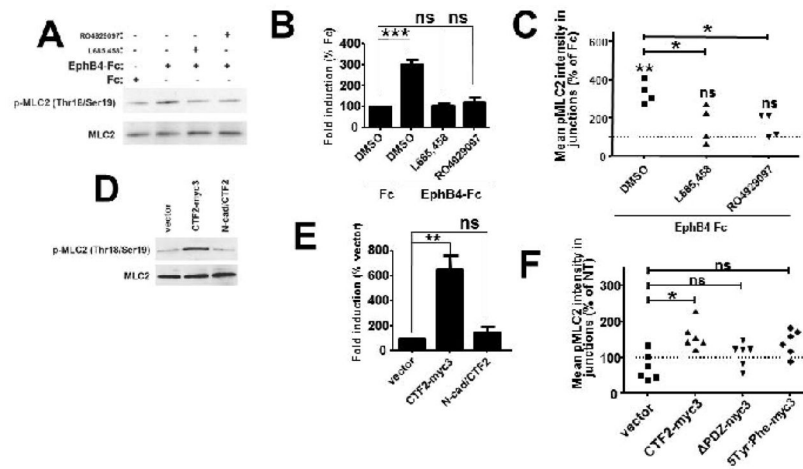 A
RO4929097: - - - +
L685,458: - - + -
EphB4-Fc: - + + +
Fc: + - - -
p-MLC2 (Thr18/Ser19)
MLC2
B
ns ns
***
Fold induction (% Fc)
400
300
200
100
0
DMSO
DMSO
L685,458
RO4929097
Fc EphB4-Fc
C
Mean pMLC2 intensity in
junctions (% of Fc)
600
400
200
0
*
*
**
ns
ns
DMSO
L685,458
RO4929097
EphB4 Fc
D
vector
CTF2-myc3
N-cad/CTF2
p-MLC2 (Thr18/Ser19)
MLC2
E
ns
**
Fold induction (% vector)
800
600
400
200
0
vector
CTF2-myc3
N-cad/CTF2
F
Mean pMLC2 intensity in
junctions (% of NT)
300
200
100
0
ns
ns
*
vector
CTF2-myc3
ΔPDZ-myc3
5Tyr:Phe-myc3